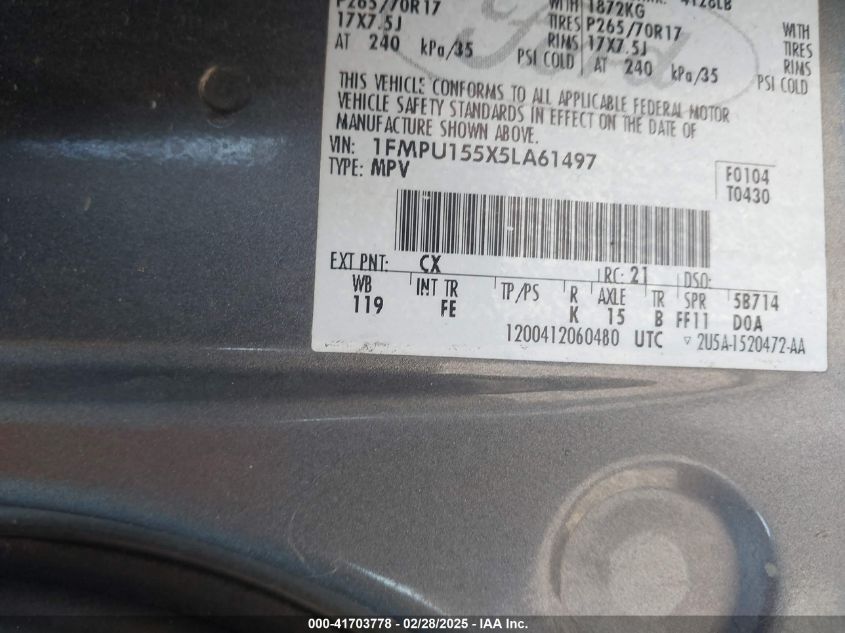 4128LB
P265/70R17 WITH 1872KG
17X7.5J TIRES P265/70R17 WITH
AT 240 kPa/35 RIMS 17X7.5J TIRES
PSI COLD AT 240 kPa/35 RIMS
PSI COLD
Ford
THIS VEHICLE CONFORMS TO ALL APPLICABLE FEDERAL MOTOR
VEHICLE SAFETY STANDARDS IN EFFECT ON THE DATE OF
MANUFACTURE SHOWN ABOVE.
VIN: 1FMPU155X5LA61497
TYPE: MPV
F0104
T0430
EXT PNT: CX RC: 21 DSO:
WB INT TR TP/PS R AXLE TR SPR 5B714
119 FE K 15 B FF11 DOA
1200412060480 UTC ▽ 2U5A-1520472-AA
000-41703778 - 02/28/2025 - IAA Inc.